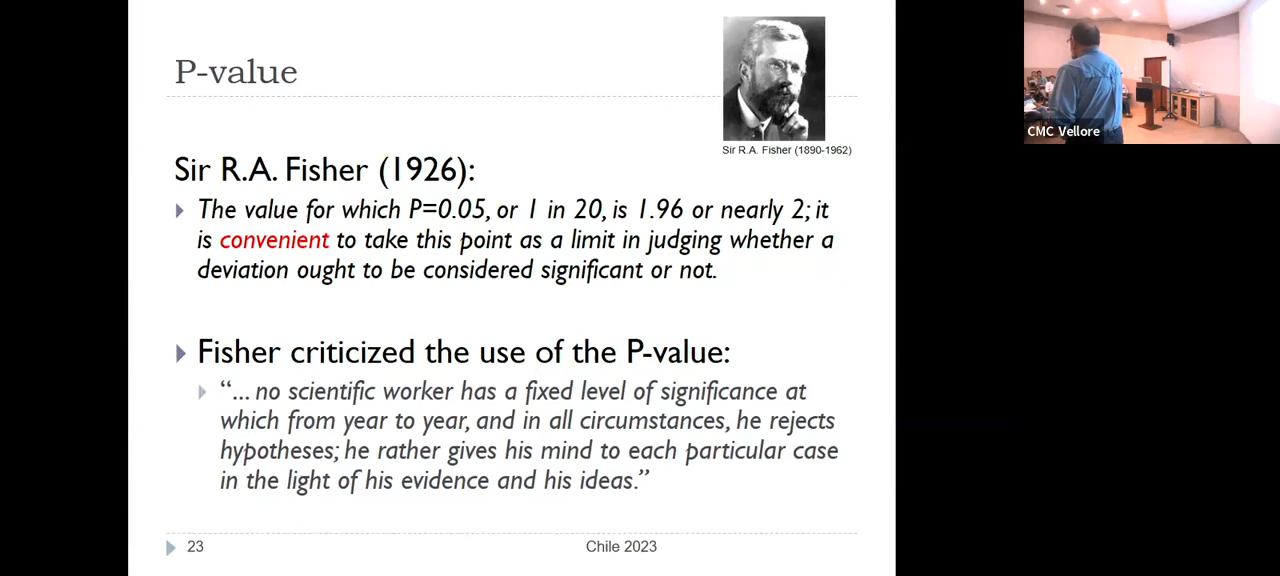 P-value
Sir R.A. Fisher (1890-1962)
CMC Vellore
Sir R.A. Fisher (1926):
The value for which P=0.05, or 1 in 20, is 1.96 or nearly 2; it
is convenient to take this point as a limit in judging whether a
deviation ought to be considered significant or not.
Fisher criticized the use of the P-value:
“... no scientific worker has a fixed level of significance at
which from year to year, and in all circumstances, he rejects
hypotheses; he rather gives his mind to each particular case
in the light of his evidence and his ideas.”
23
Chile 2023